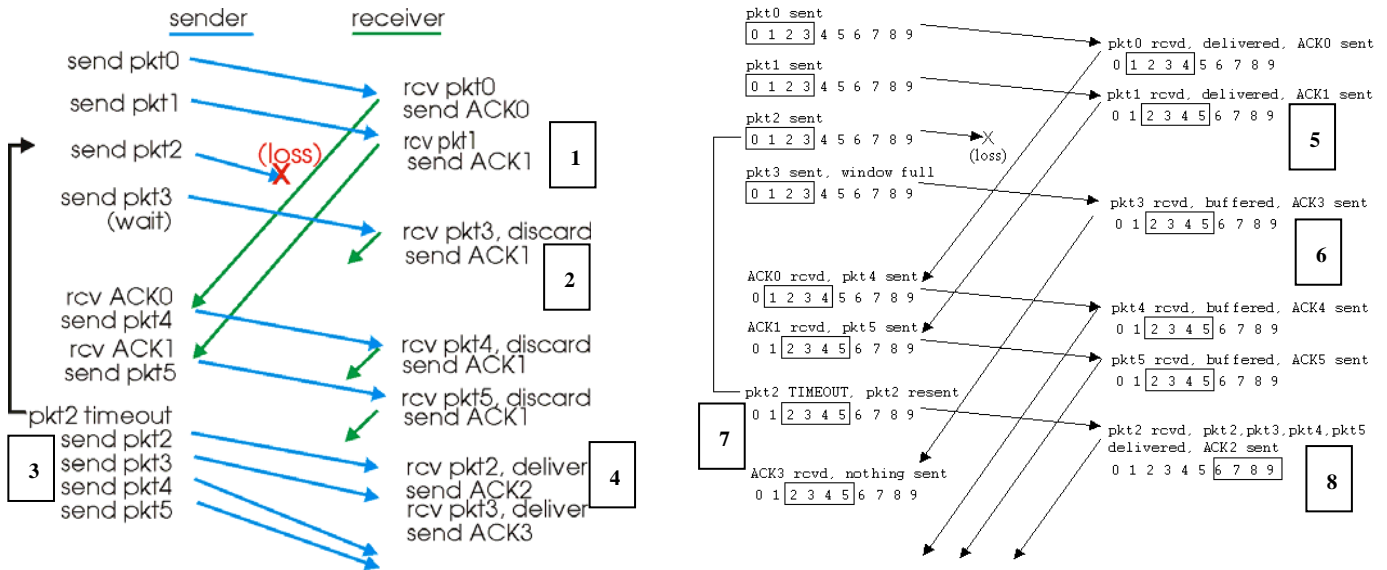 sender receiver
send pkt0
rcv pkt0
send ACK0
send pkt1
rcv pkt1
send ACK1
1
send pkt2
(loss)
X
send pkt3
(wait)
rcv pkt3, discard
send ACK1
2
rcv ACK0
send pkt4
rcv ACK1
send pkt5
rcv pkt4, discard
send ACK1
rcv pkt5, discard
send ACK1
pkt2 timeout
3
send pkt2
send pkt3
send pkt4
send pkt5
rcv pkt2, deliver
send ACK2
rcv pkt3, deliver
send ACK3
4
pkt0 sent
0 1 2 3 4 5 6 7 8 9
pkt0 rcvd, delivered, ACK0 sent
0 1 2 3 4 5 6 7 8 9
pkt1 sent
0 1 2 3 4 5 6 7 8 9
pkt1 rcvd, delivered, ACK1 sent
0 1 2 3 4 5 6 7 8 9
5
pkt2 sent
0 1 2 3 4 5 6 7 8 9
X
(loss)
pkt3 sent, window full
0 1 2 3 4 5 6 7 8 9
pkt3 rcvd, buffered, ACK3 sent
0 1 2 3 4 5 6 7 8 9
6
ACK0 rcvd, pkt4 sent
0 1 2 3 4 5 6 7 8 9
pkt4 rcvd, buffered, ACK4 sent
0 1 2 3 4 5 6 7 8 9
ACK1 rcvd, pkt5 sent
0 1 2 3 4 5 6 7 8 9
pkt5 rcvd, buffered, ACK5 sent
0 1 2 3 4 5 6 7 8 9
pkt2 TIMEOUT, pkt2 resent
0 1 2 3 4 5 6 7 8 9
7
pkt2 rcvd, pkt2,pkt3,pkt4,pkt5
delivered, ACK2 sent
0 1 2 3 4 5 6 7 8 9
8
ACK3 rcvd, nothing sent
0 1 2 3 4 5 6 7 8 9